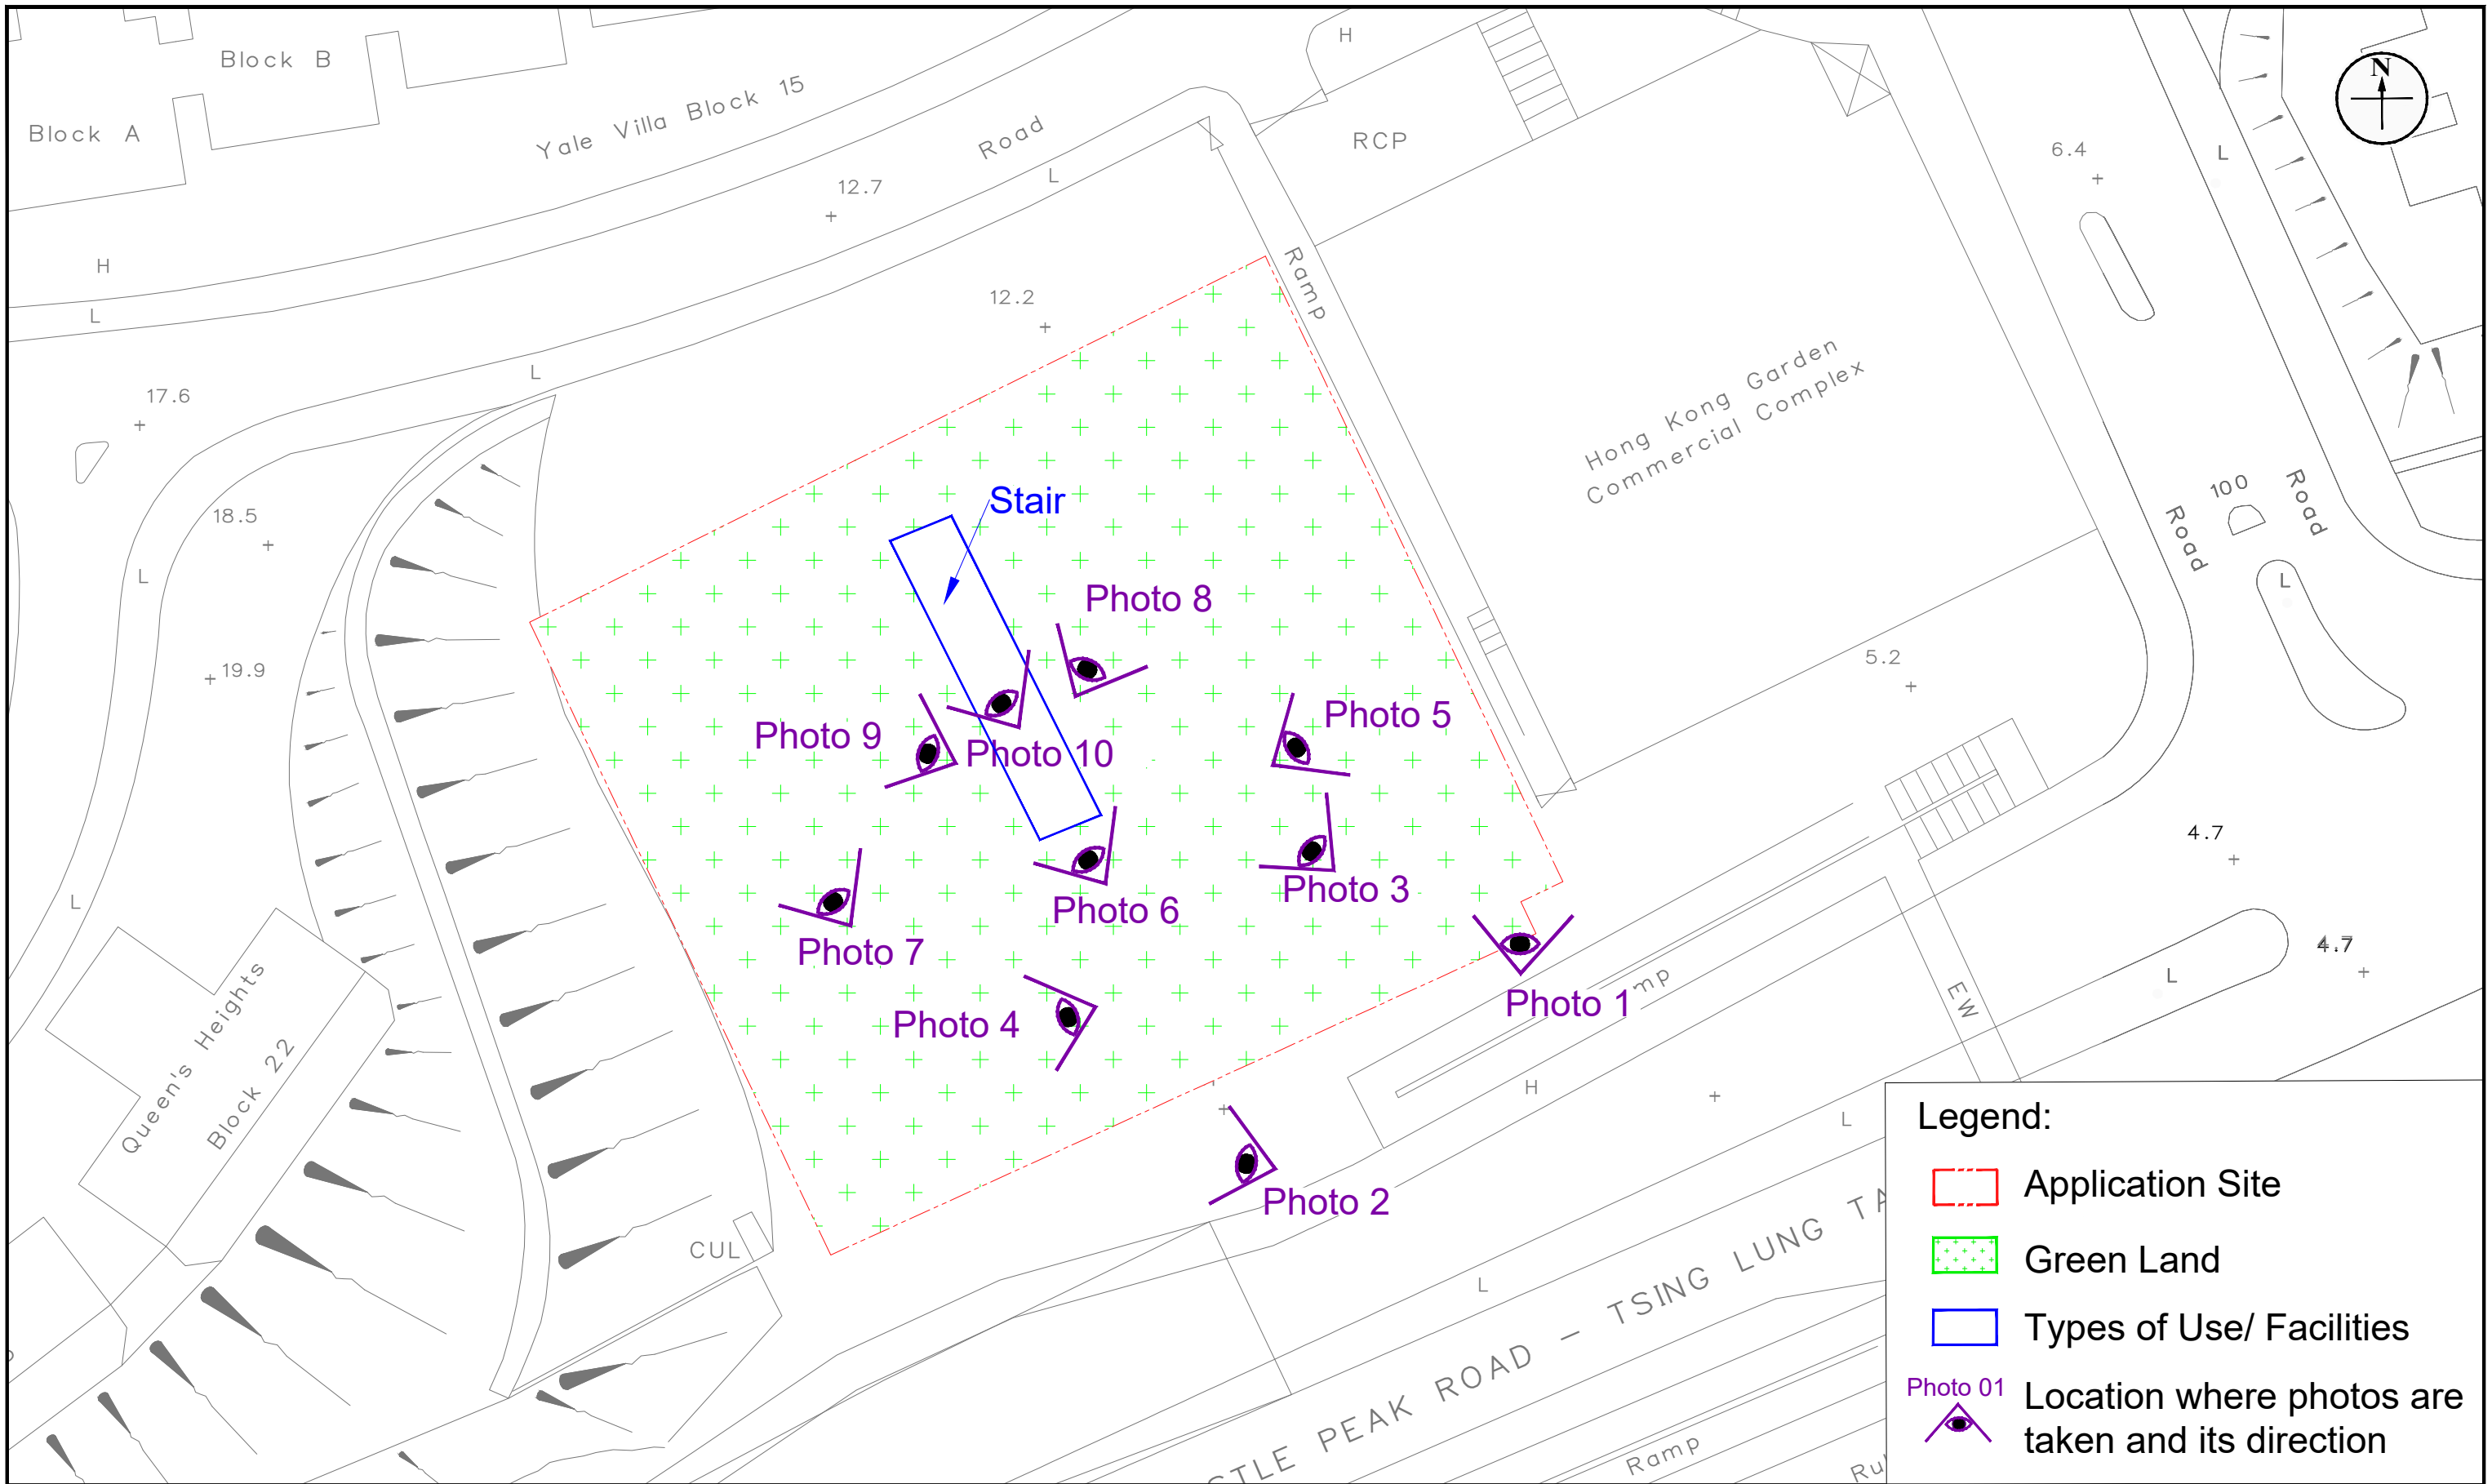 Block B
H
Block A
Yale Villa Block 15
Road
RCP
N
L
6.4
12.7
L
L
H
Ramp
12.2
L
Hong Kong Garden
Commercial Complex
17.6
L
18.5
Stair
100
Road
Road
L
L
Photo 8
19.9
5.2
Photo 5
Photo 9
Photo 10
4.7
Photo 3
L
Photo 6
Photo 7
4.7
L
Photo 1
mp
EW
Photo 4
Queen's Heights
Block 22
H
L
Photo 2
CUL
L
STLE PEAK ROAD – TSING LUNG TA
Ramp
Ru
Legend:
Application Site
Green Land
Types of Use/ Facilities
Photo 01
Location where photos are
taken and its direction